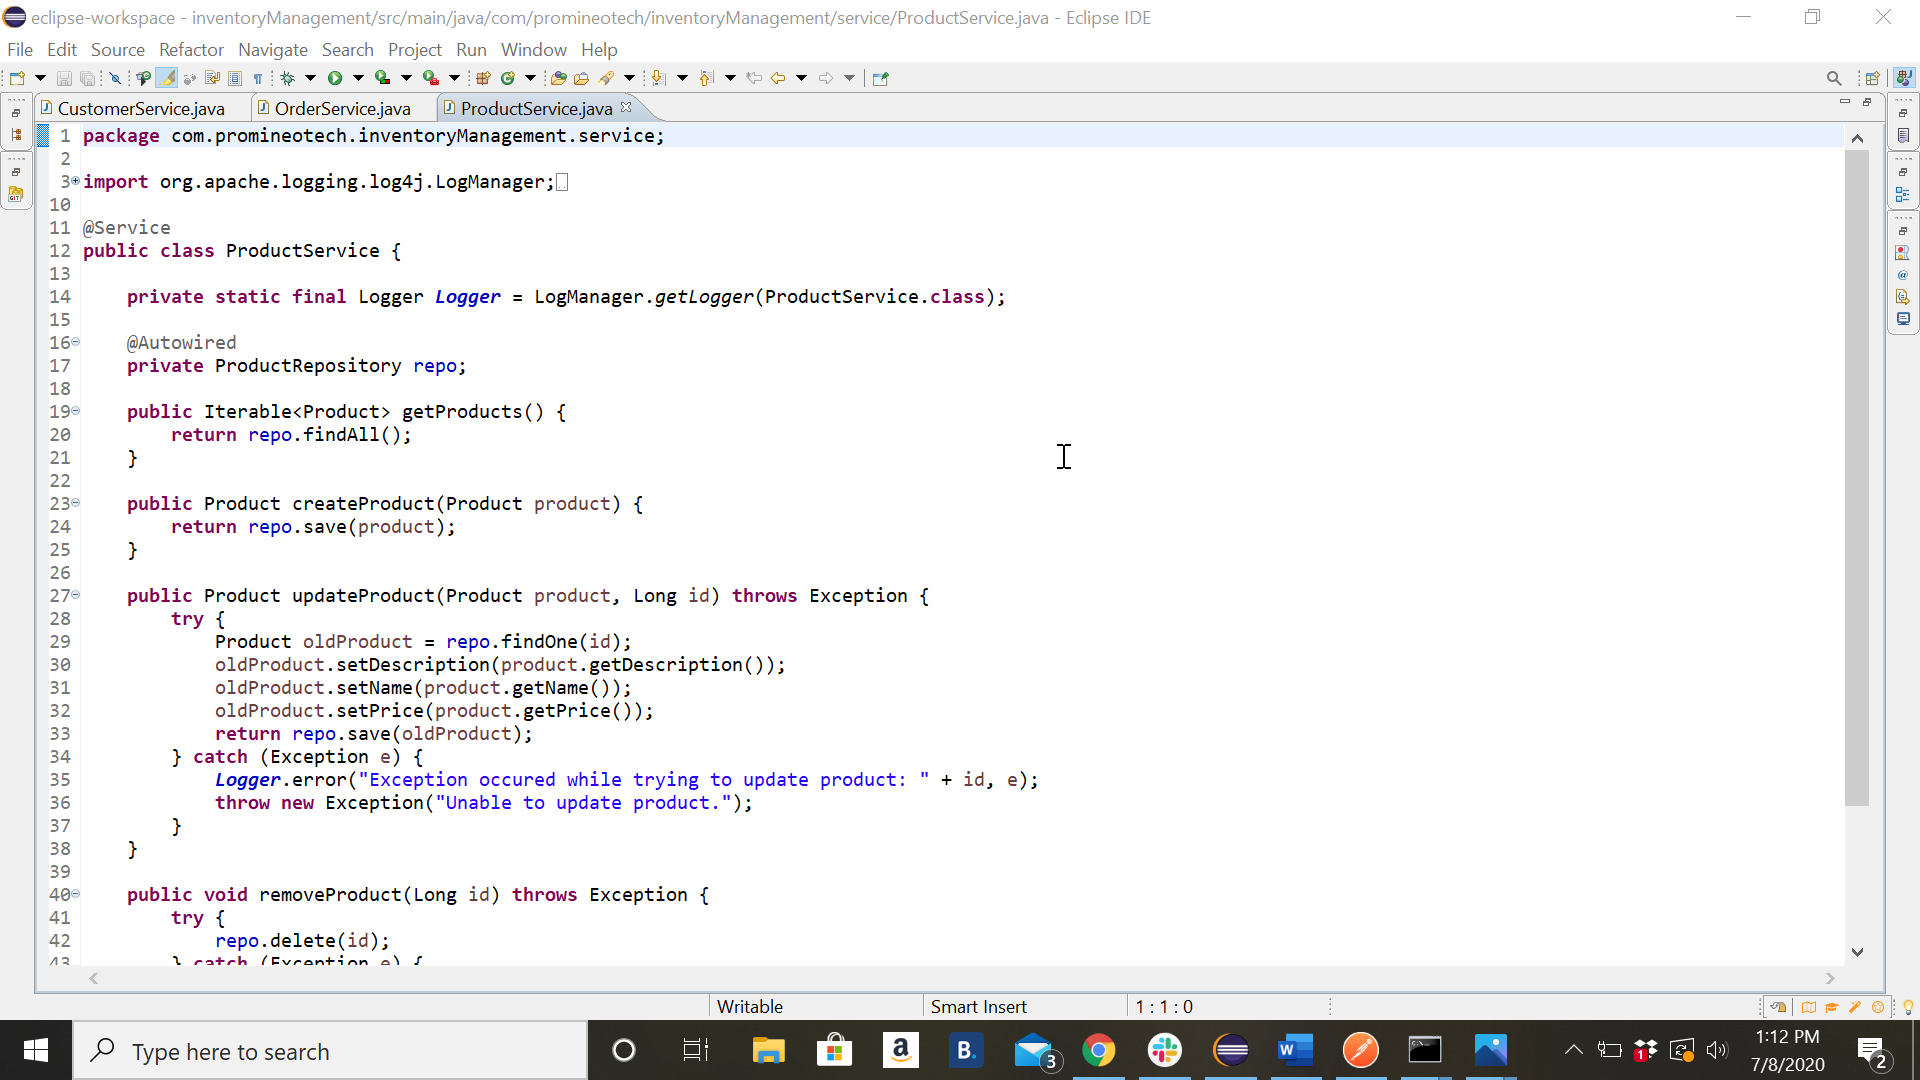 eclipse-workspace - inventoryManagement/src/main/java/com/promineotech/inventoryManagement/service/ProductService.java - Eclipse IDE
File Edit Source Refactor Navigate Search Project Run Window Help
CustomerService.java OrderService.java ProductService.java
1 package com.promineotech.inventoryManagement.service;
2
3 import org.apache.logging.log4j.LogManager;
10
11 @Service
12 public class ProductService {
13
14     private static final Logger Logger = LogManager.getLogger(ProductService.class);
15
16     @Autowired
17     private ProductRepository repo;
18
19     public Iterable<Product> getProducts() {
20         return repo.findAll();
21     }
22
23     public Product createProduct(Product product) {
24         return repo.save(product);
25     }
26
27     public Product updateProduct(Product product, Long id) throws Exception {
28         try {
29             Product oldProduct = repo.findOne(id);
30             oldProduct.setDescription(product.getDescription());
31             oldProduct.setName(product.getName());
32             oldProduct.setPrice(product.getPrice());
33             return repo.save(oldProduct);
34         } catch (Exception e) {
35             Logger.error("Exception occured while trying to update product: " + id, e);
36             throw new Exception("Unable to update product.");
37         }
38     }
39
40     public void removeProduct(Long id) throws Exception {
41         try {
42             repo.delete(id);
43         } catch (Exception e) {
Writable Smart Insert 1 : 1 : 0
Type here to search
B.
3
1
1:12 PM
7/8/2020
2